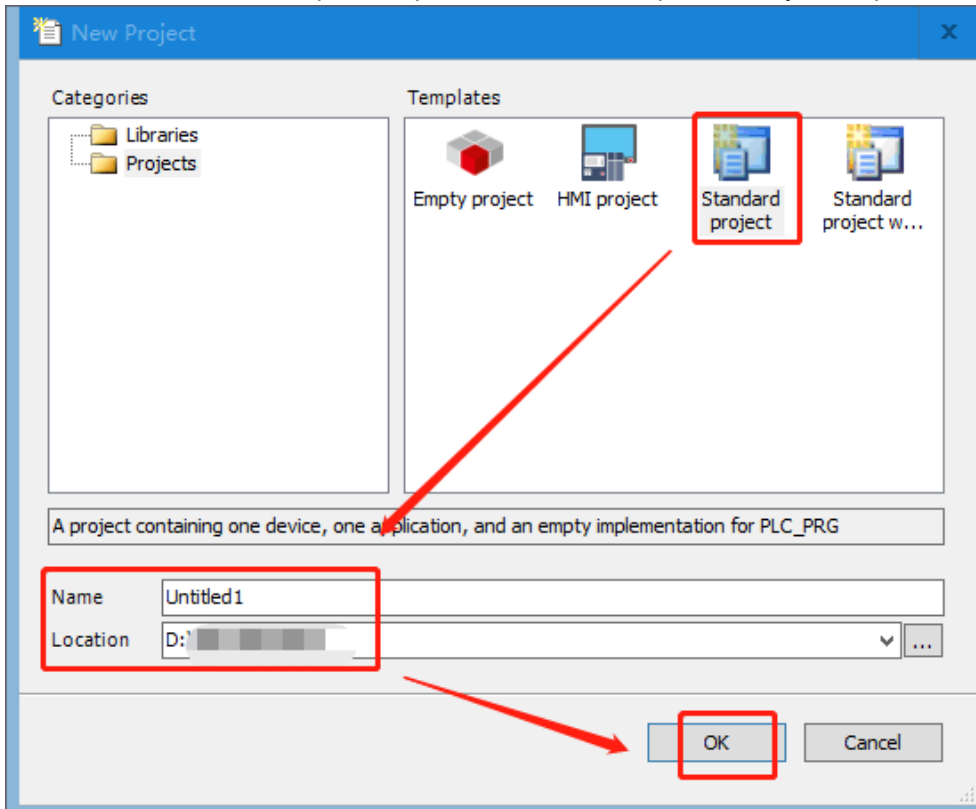 New Project
x
Categories
Templates
Libraries
Projects
Empty project
HMI project
Standard
project
Standard
project w...
A project containing one device, one application, and an empty implementation for PLC_PRG
Name
Untitled1
Location
D:\
...
OK
Cancel